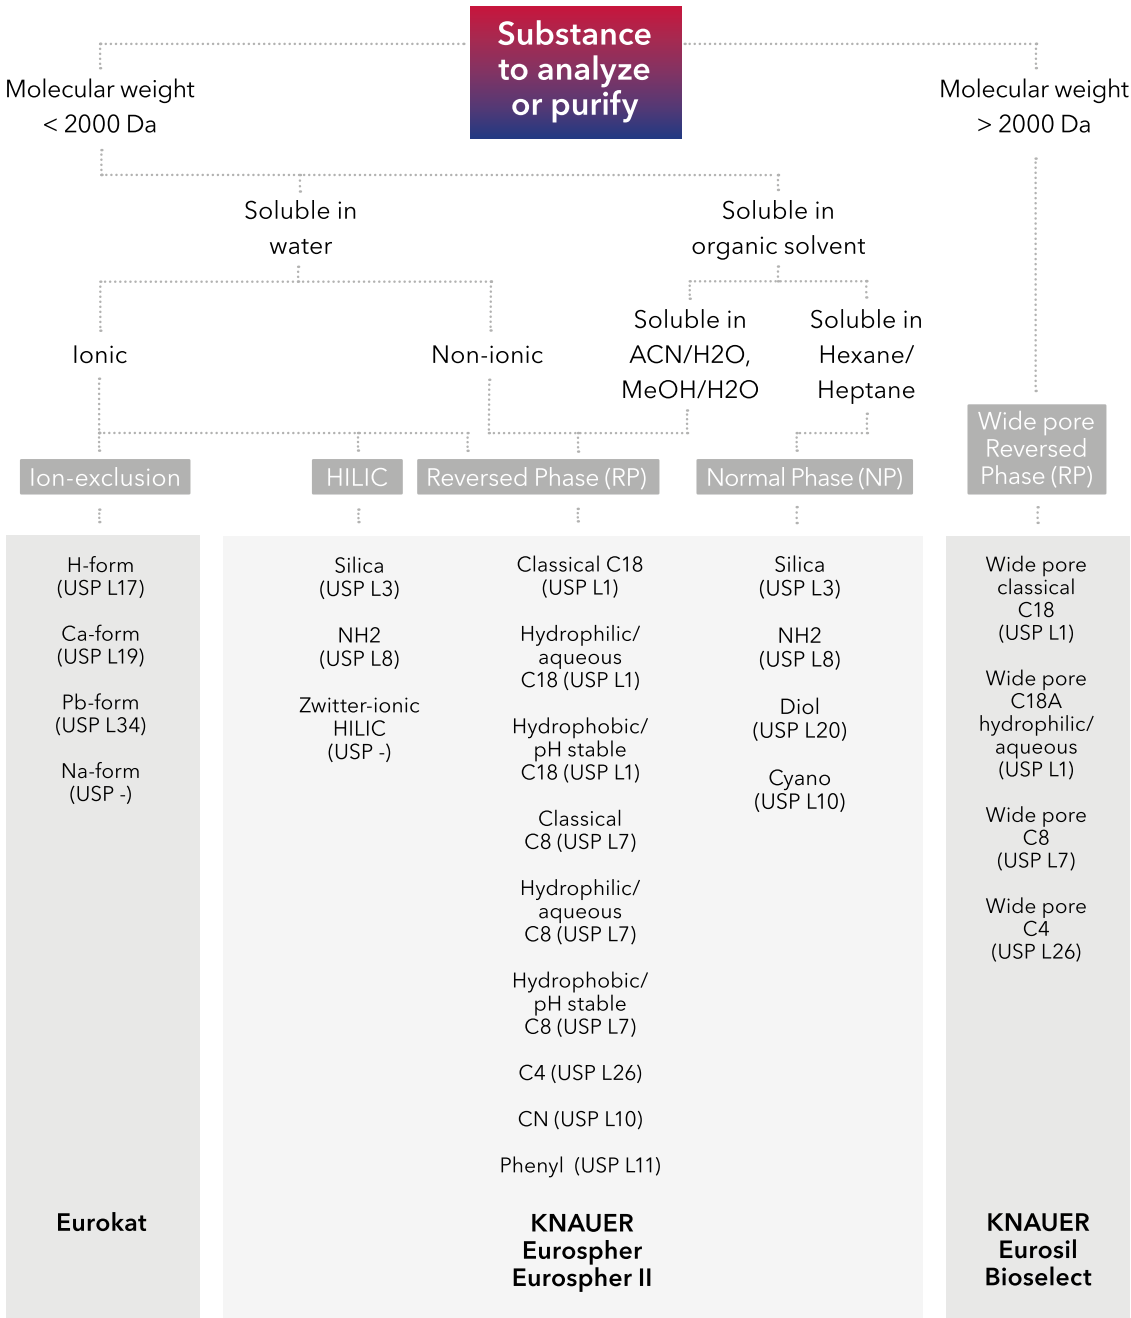 Substance
to analyze
or purify
Molecular weight
< 2000 Da
Molecular weight
> 2000 Da
Soluble in
water
Soluble in
organic solvent
Ionic
Non-ionic
Soluble in
ACN/H2O,
MeOH/H2O
Soluble in
Hexane/
Heptane
Ion-exclusion
HILIC
Reversed Phase (RP)
Normal Phase (NP)
Wide pore
Reversed
Phase (RP)
H-form
(USP L17)
Ca-form
(USP L19)
Pb-form
(USP L34)
Na-form
(USP -)
Eurokat
Silica
(USP L3)
NH2
(USP L8)
Zwitter-ionic
HILIC
(USP -)
Classical C18
(USP L1)
Hydrophilic/
aqueous
C18 (USP L1)
Hydrophobic/
pH stable
C18 (USP L1)
Classical
C8 (USP L7)
Hydrophilic/
aqueous
C8 (USP L7)
Hydrophobic/
pH stable
C8 (USP L7)
C4 (USP L26)
CN (USP L10)
Phenyl (USP L11)
Silica
(USP L3)
NH2
(USP L8)
Diol
(USP L20)
Cyano
(USP L10)
KNAUER
Eurospher
Eurospher II
Wide pore
classical
C18
(USP L1)
Wide pore
C18A
hydrophilic/
aqueous
(USP L1)
Wide pore
C8
(USP L7)
Wide pore
C4
(USP L26)
KNAUER
Eurosil
Bioselect